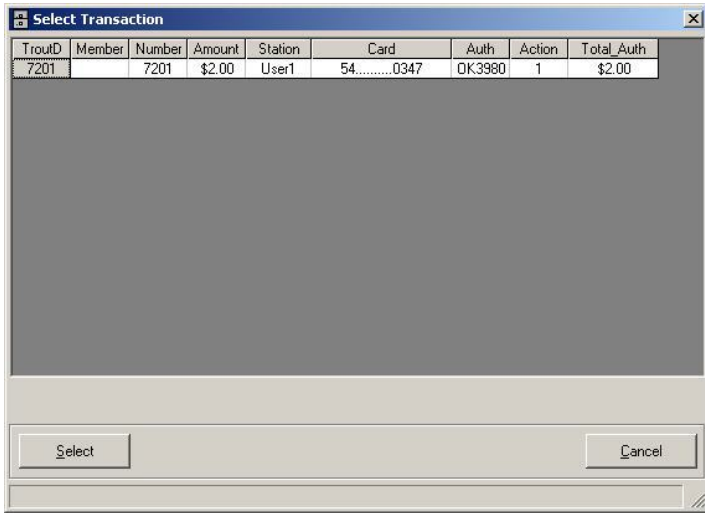 Select Transaction
TroutD Member Number Amount Station Card Auth Action Total_Auth
7201 7201 $2.00 User1 54..........0347 OK3980 1 $2.00
Select Cancel